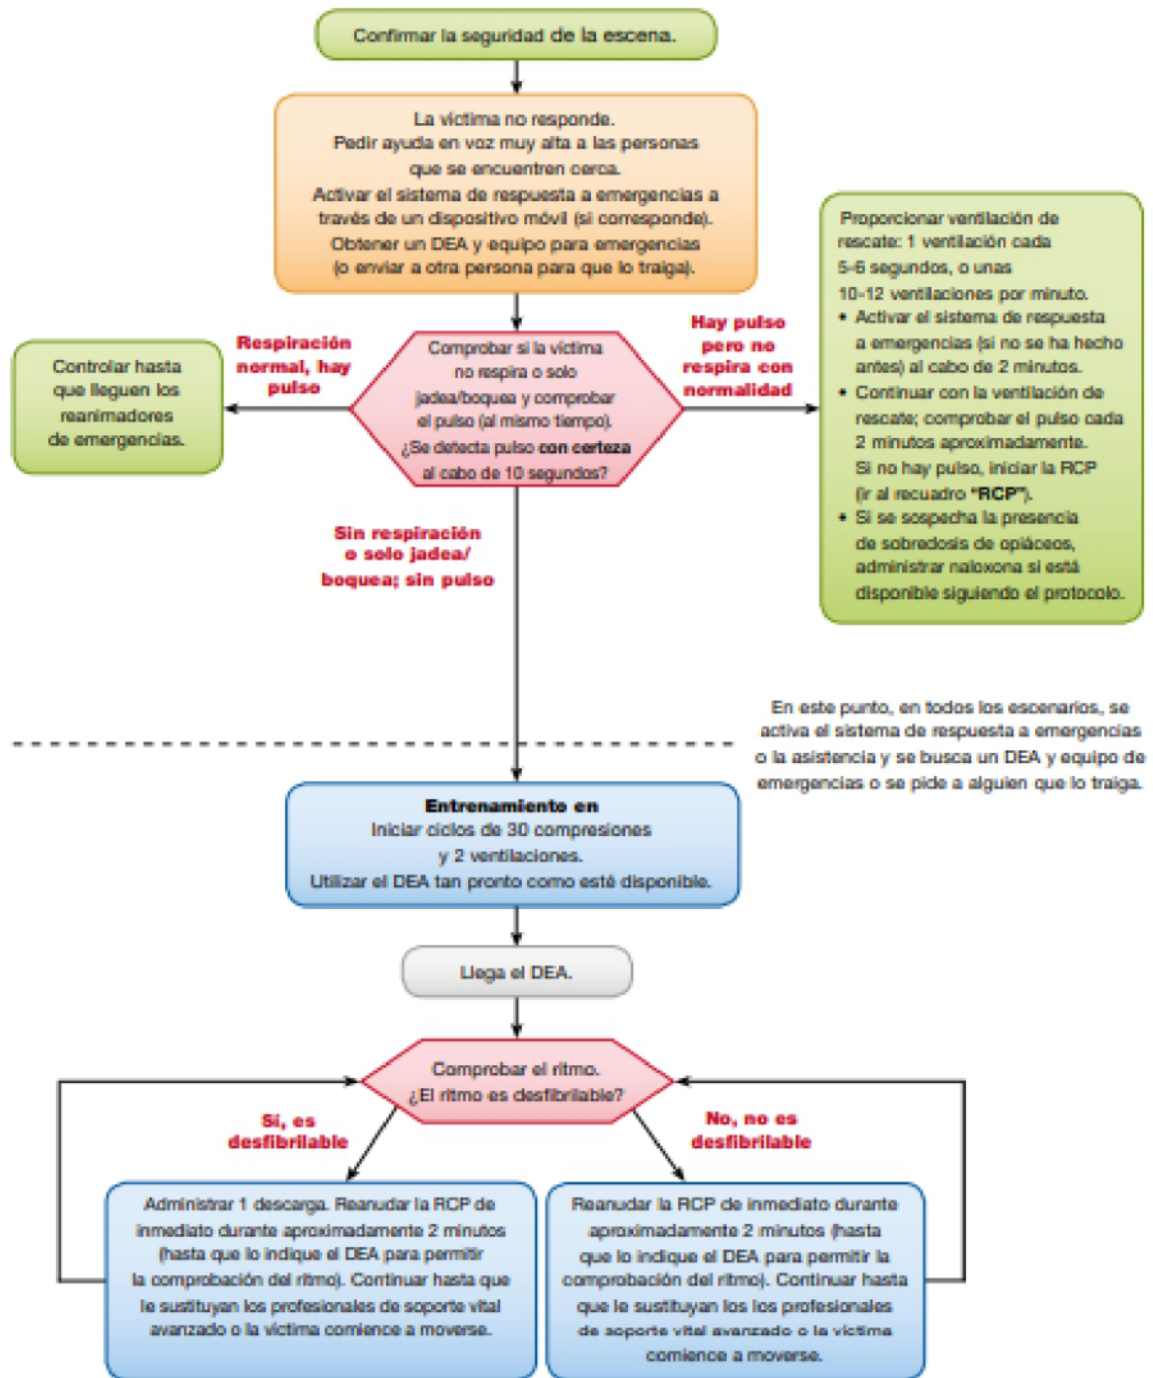 Confirmar la seguridad de la escena.
La víctima no responde.
Pedir ayuda en voz muy alta a las personas
que se encuentren cerca.
Activar el sistema de respuesta a emergencias a
través de un dispositivo móvil (si corresponde).
Obtener un DEA y equipo para emergencias
(o enviar a otra persona para que lo traiga).
Respiración
normal, hay
pulso
Controlar hasta
que lleguen los
reanimadores
de emergencias.
Comprobar si la víctima
no respira o solo
jadea/boquea y comprobar
el pulso (al mismo tiempo).
¿Se detecta pulso con certeza
al cabo de 10 segundos?
Hay pulso
pero no
respira con
normalidad
Proporcionar ventilación de
rescate: 1 ventilación cada
5-6 segundos, o unas
10-12 ventilaciones por minuto.
• Activar el sistema de respuesta
a emergencias (si no se ha hecho
antes) al cabo de 2 minutos.
• Continuar con la ventilación de
rescate; comprobar el pulso cada
2 minutos aproximadamente.
Si no hay pulso, iniciar la RCP
(ir al recuadro “RCP”).
• Si se sospecha la presencia
de sobredosis de opiáceos,
administrar naloxona si está
disponible siguiendo el protocolo.
Sin respiración
o solo jadea/
boquea; sin pulso
En este punto, en todos los escenarios, se
activa el sistema de respuesta a emergencias
o la asistencia y se busca un DEA y equipo de
emergencias o se pide a alguien que lo traiga.
Entrenamiento en
Iniciar ciclos de 30 compresiones
y 2 ventilaciones.
Utilizar el DEA tan pronto como esté disponible.
Llega el DEA.
Comprobar el ritmo.
¿El ritmo es desfibrilable?
Sí, es
desfibrilable
No, no es
desfibrilable
Administrar 1 descarga. Reanudar la RCP de
inmediato durante aproximadamente 2 minutos
(hasta que lo indique el DEA para permitir
la comprobación del ritmo). Continuar hasta que
le sustituyan los profesionales de soporte vital
avanzado o la víctima comience a moverse.
Reanudar la RCP de inmediato durante
aproximadamente 2 minutos (hasta
que lo indique el DEA para permitir la
comprobación del ritmo). Continuar hasta
que le sustituyan los los profesionales
de soporte vital avanzado o la víctima
comience a moverse.